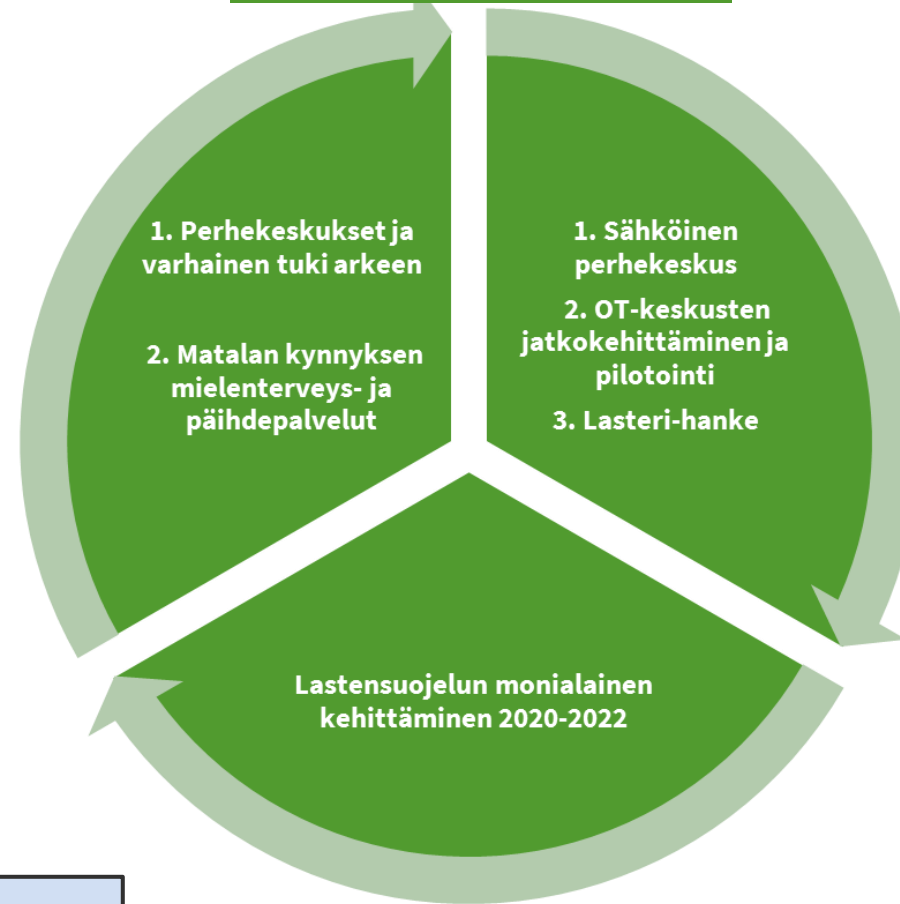 1. Perhekeskukset ja
varhainen tuki arkeen
2. Matalan kynnyksen
mielenterveys- ja
päihdepalvelut
1. Sähköinen
perhekeskus
2. OT-keskusten
jatkokehittäminen ja
pilotointi
3. Lasteri-hanke
Lastensuojelun monialainen
kehittäminen 2020-2022